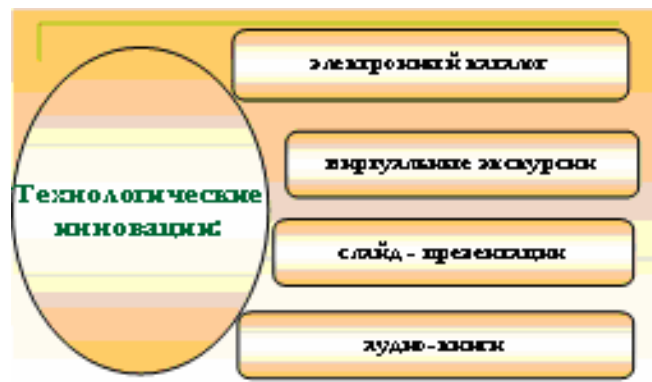 Технологические
инновации:
электронный каталог
виртуальные экскурсии
слайд - презентации
аудио-книги